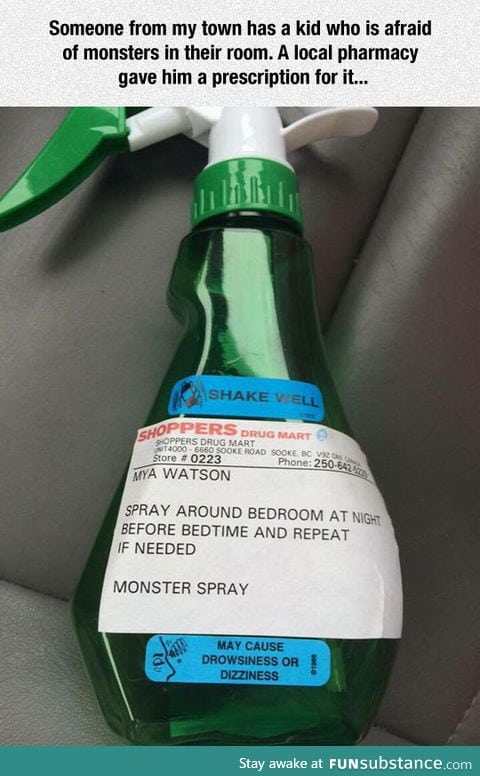 Someone from my town has a kid who is afraid
of monsters in their room. A local pharmacy
gave him a prescription for it...
SHAKE WELL
SHOPPERS DRUG MART
SHOPPERS DRUG MART
UNIT4000 - 6660 SOOKE ROAD SOOKE, BC V9Z
Store # 0223 Phone: 250-642-
MYA WATSON
SPRAY AROUND BEDROOM AT NIGHT
BEFORE BEDTIME AND REPEAT
IF NEEDED
MONSTER SPRAY
MAY CAUSE
DROWSINESS OR
DIZZINESS
Stay awake at FUNsubstance.com